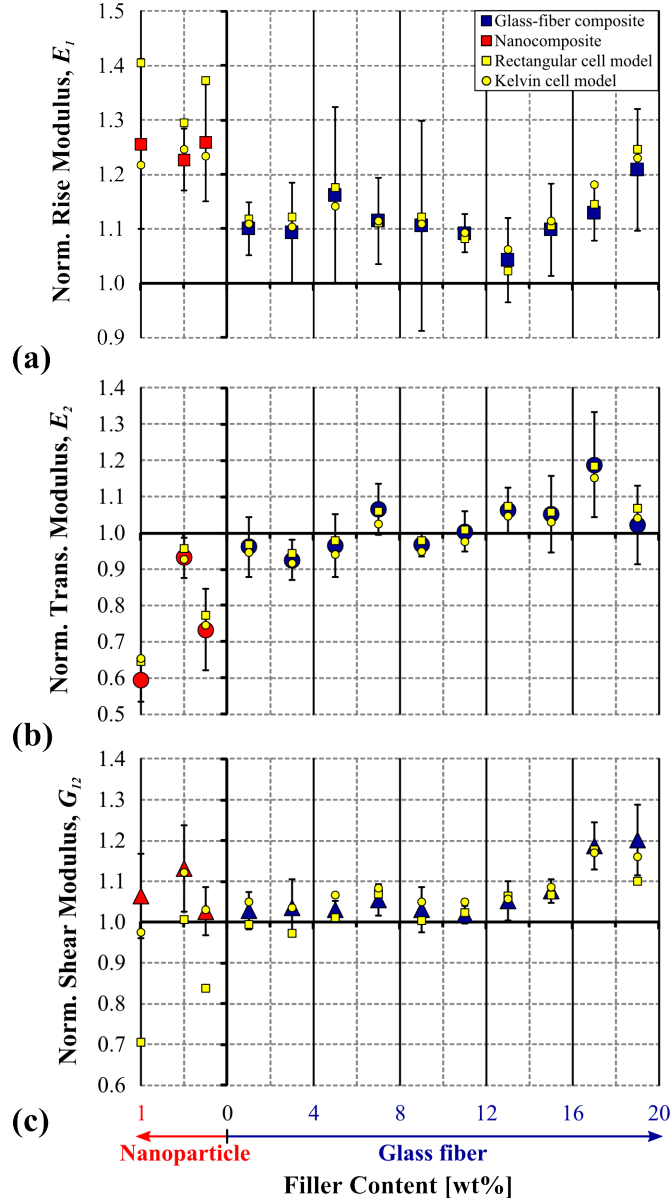 1.5
1.4
1.3
1.2
1.1
1.0
0.9
Norm. Rise Modulus, E1
Glass-fiber composite
Nanocomposite
Rectangular cell model
Kelvin cell model
(a)
1.4
1.3
1.2
1.1
1.0
0.9
0.8
0.7
0.6
0.5
Norm. Trans. Modulus, E2
(b)
1.4
1.3
1.2
1.1
1.0
0.9
0.8
0.7
0.6
Norm. Shear Modulus, G12
(c)
1 0 4 8 12 16 20
Nanoparticle Glass fiber
Filler Content [wt%]